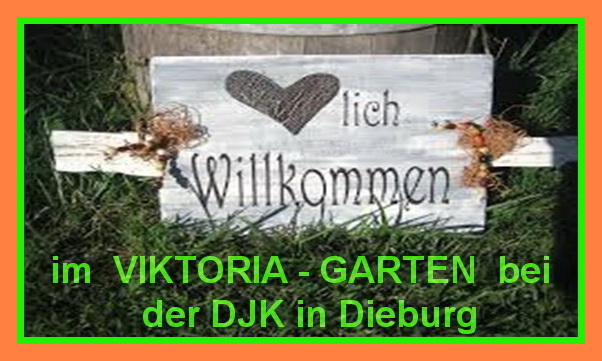 lich
Willkommen
im VIKTORIA - GARTEN bei
der DJK in Dieburg